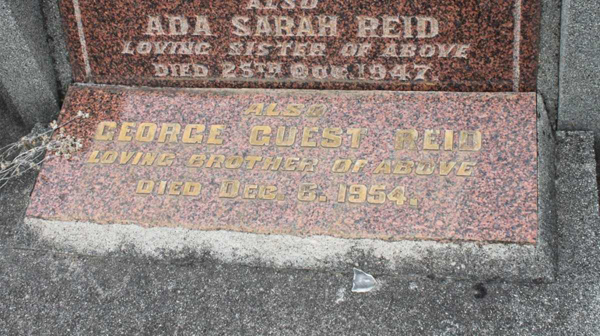 ALSO
ADA SARAH REID
LOVING SISTER OF ABOVE
DIED 25TH 1947.
ALSO
GEORGE GUEST REID
LOVING BROTHER OF ABOVE
DIED DEC. 6. 1954.